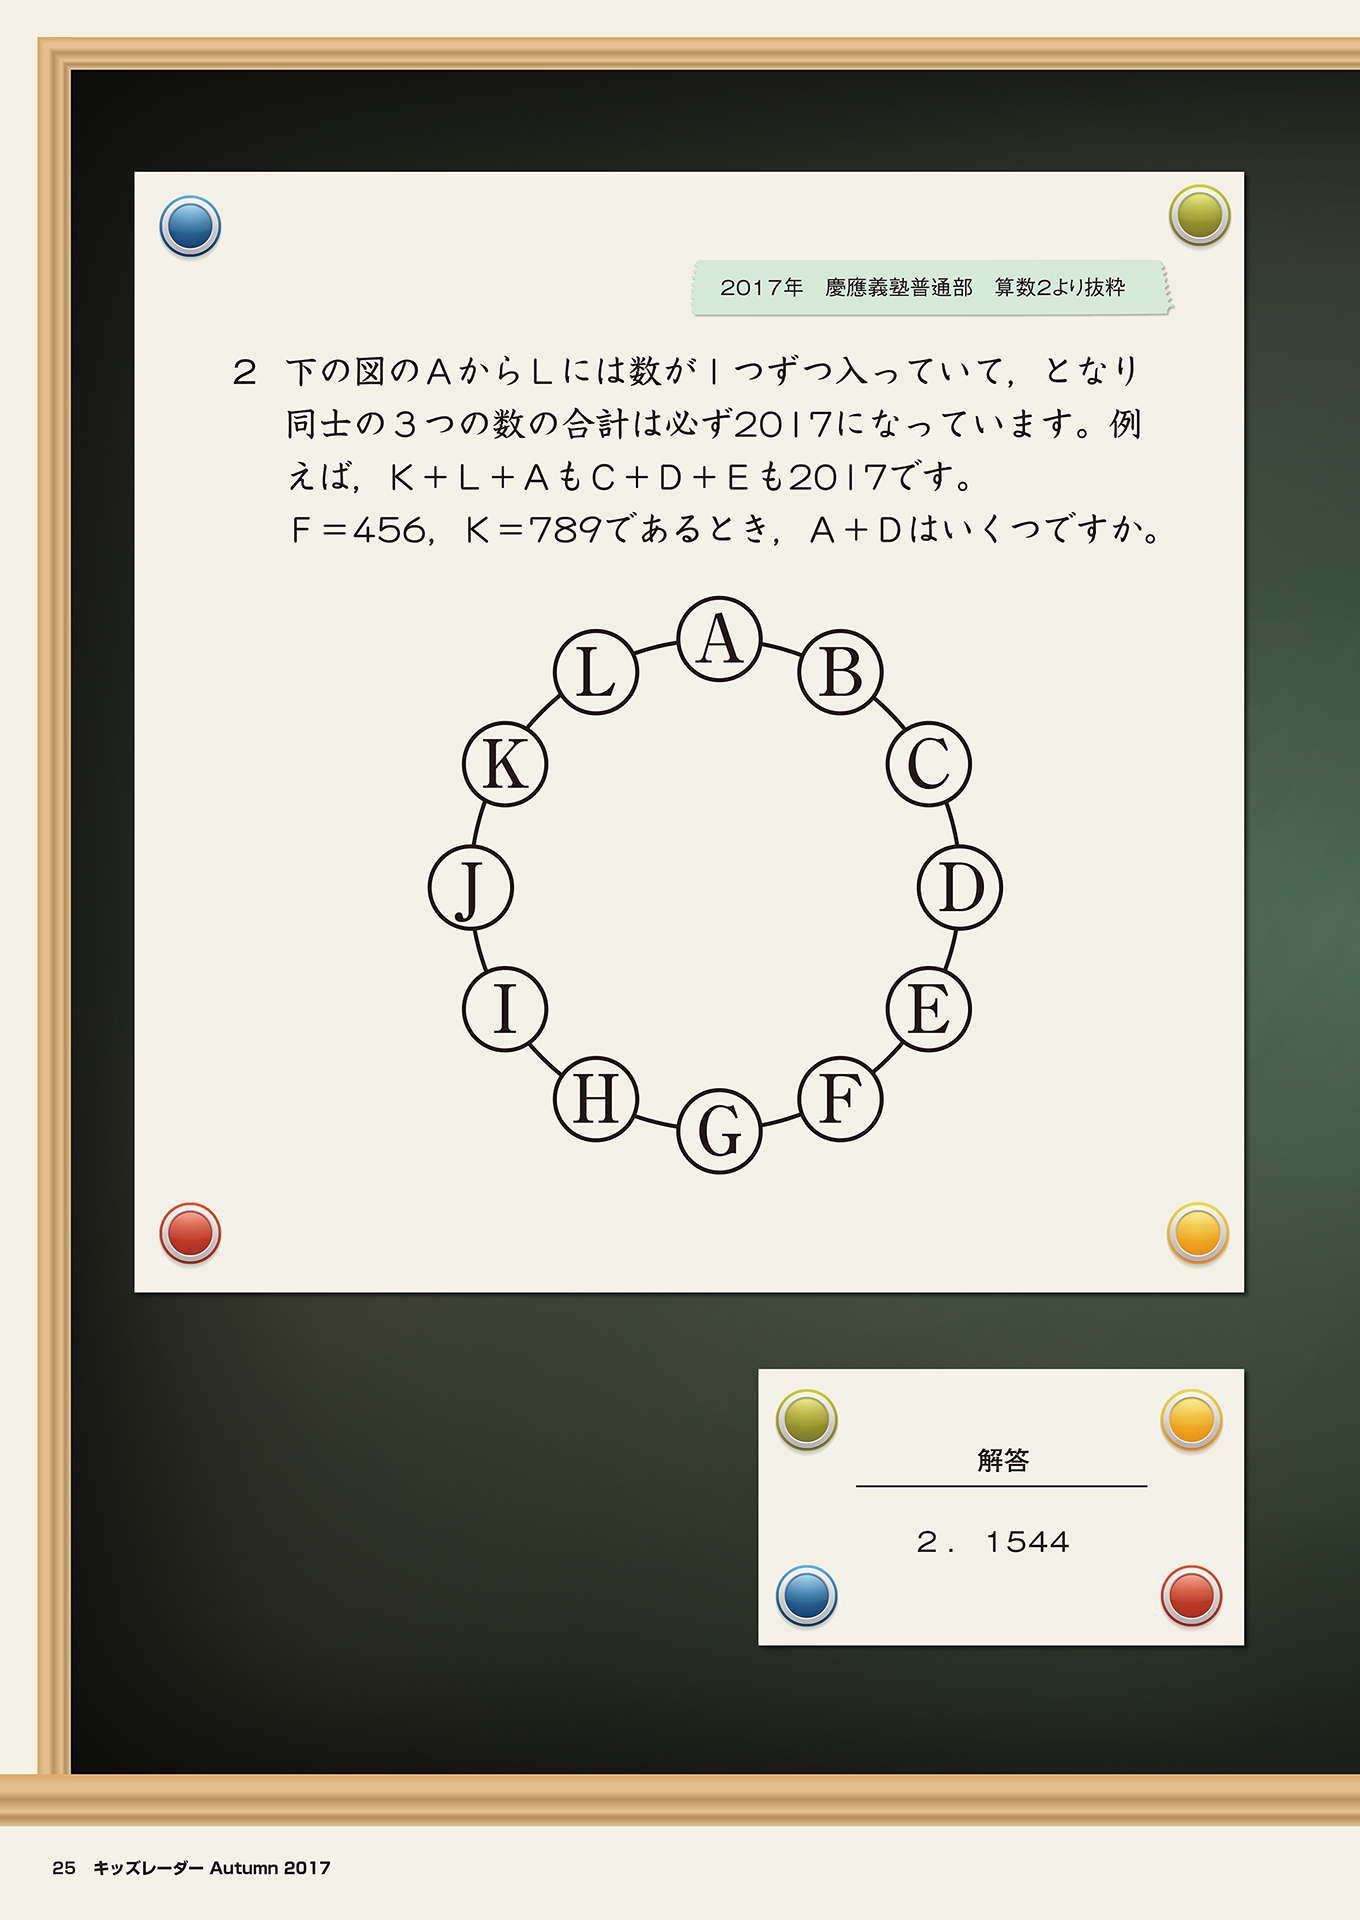 2017年　慶應義塾普通部　算数2より抜粋
2　下の図のAからLには数が1つずつ入っていて，となり
同士の3つの数の合計は必ず2017になっています。例
えば，K＋L＋AもC＋D＋Eも2017です。
F＝456，K＝789であるとき，A＋Dはいくつですか。
A
B
C
D
E
F
G
H
I
J
K
L
解答
2．1544
25　キッズレーダー Autumn 2017